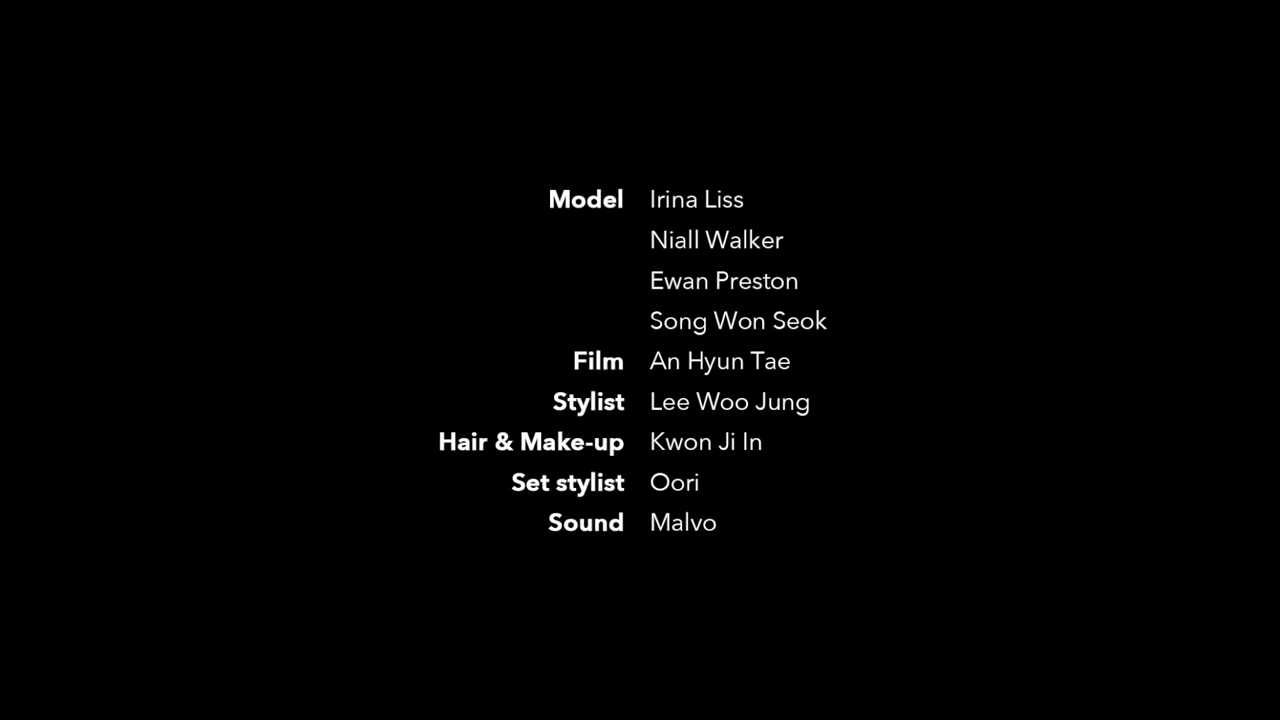 Model Irina Liss
Niall Walker
Ewan Preston
Song Won Seok
Film An Hyun Tae
Stylist Lee Woo Jung
Hair & Make-up Kwon Ji In
Set stylist Oori
Sound Malvo